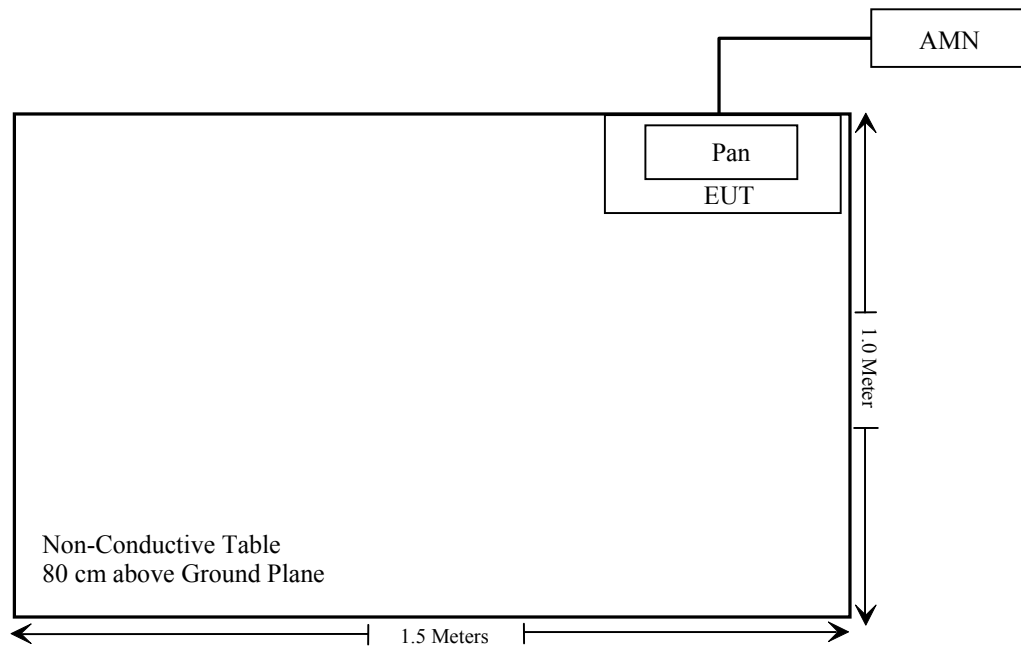 AMN
Pan
EUT
1.0 Meter
Non-Conductive Table
80 cm above Ground Plane
1.5 Meters